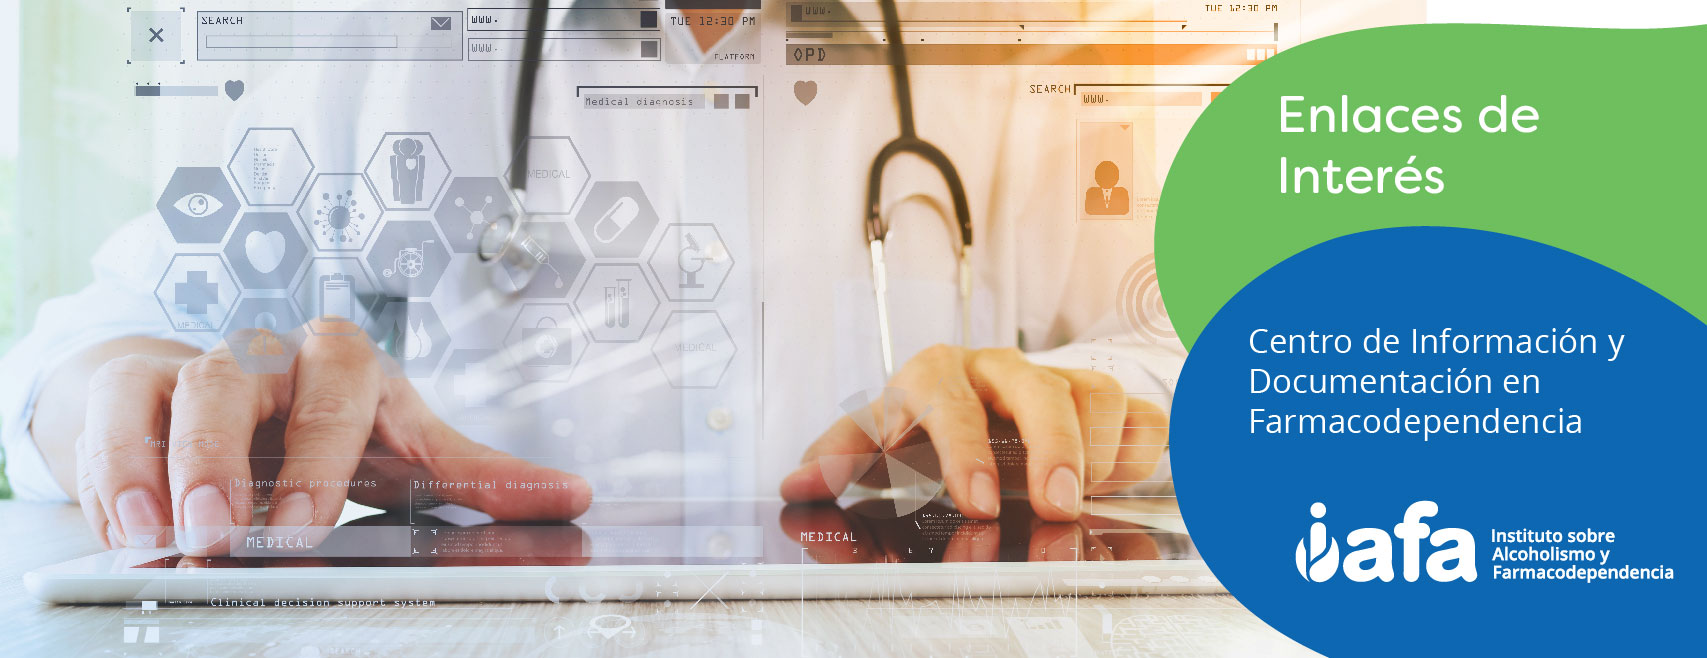 SEARCH
WWW.
WWW.
TUE 12:30 PM
PLATFORM
WWW.
TUE 12:30 PM
OPD
Medical diagnosis
SEARCH
WWW.
MEDICAL
MEDICAL
MEDICAL
Diagnostic procedures
Differential diagnosis
MEDICAL
MEDICAL
Clinical decision support system
Enlaces de
Interés
Centro de Información y
Documentación en
Farmacodependencia
iafa
Instituto sobre
Alcoholismo y
Farmacodependencia